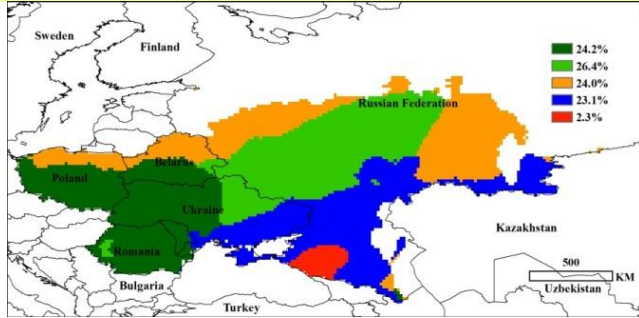 Sweden
Finland
24.2%
26.4%
24.0%
23.1%
2.3%
Russian Federation
Belarus
Poland
Ukraine
Romania
Kazakhstan
500
KM
Bulgaria
Uzbekistan
Turkey